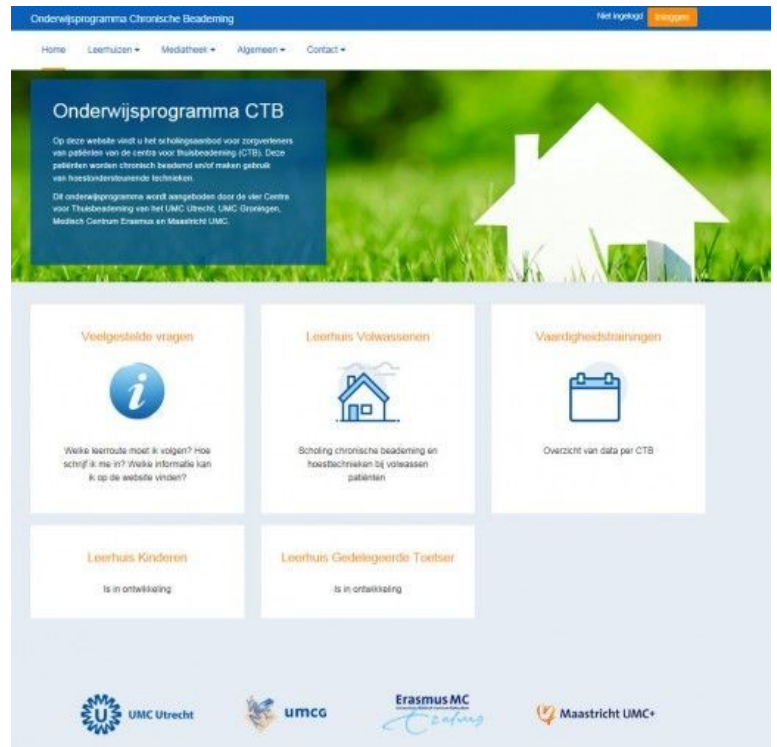 Onderwijsprogramma Chronische Beademing
Niet ingelogd Inloggen
Home Leerhuizen Mediatheek Algemeen Contact
Onderwijsprogramma CTB
Op deze website vindt u het scholingsaanbod voor zorgverleners
van patiënten van de centra voor thuisbeademing (CTB). Deze
patiënten worden chronisch beademd en/of maken gebruik
van hoestondersteunende technieken.
Dit onderwijsprogramma wordt aangeboden door de vier Centra
voor Thuisbeademing van het UMC Utrecht, UMC Groningen,
Medisch Centrum Erasmus en Maastricht UMC.
Veelgestelde vragen
Welke leerroute moet ik volgen? Hoe
schrijf ik me in? Welke informatie kan
ik op de website vinden?
Leerhuis Volwassenen
Scholing chronische beademing en
hoesttechnieken bij volwassen
patiënten
Vaardigheidstrainingen
Overzicht van data per CTB
Leerhuis Kinderen
Is in ontwikkeling
Leerhuis Gedelegeerde Toetser
Is in ontwikkeling
UMC Utrecht
umcg
Erasmus MC
Maastricht UMC+